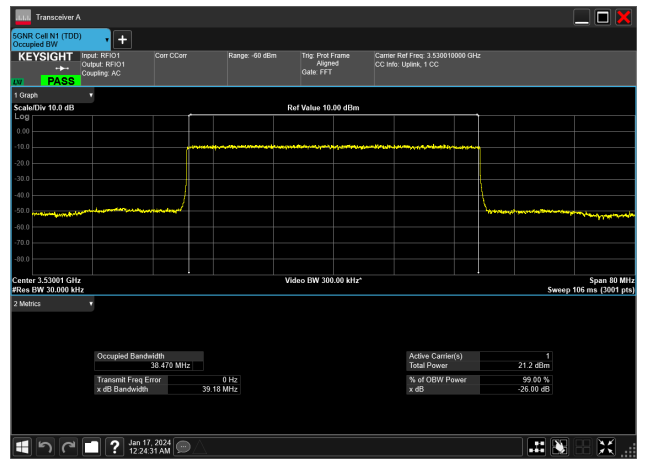 Transceiver A
5GNR Cell N1 (TDD)
Occupied BW
KEYSIGHT
PASS
Input: RFIO1
Output: RFIO1
Coupling: AC
Corr CCorr
Range: -60 dBm
Trig: Prot Frame
Aligned
Gate: FFT
Carrier Ref Freq: 3.530010000 GHz
CC Info: Uplink, 1 CC
1 Graph
Scale/Div 10.0 dB
Ref Value 10.00 dBm
Log
0.00
-10.0
-20.0
-30.0
-40.0
-50.0
-60.0
-70.0
-80.0
Center 3.53001 GHz
Video BW 300.00 kHz*
Span 80 MHz
#Res BW 30.000 kHz
Sweep 106 ms (3001 pts)
2 Metrics
Occupied Bandwidth
38.470 MHz
Transmit Freq Error 0 Hz
x dB Bandwidth 39.18 MHz
Active Carrier(s) 1
Total Power 21.2 dBm
% of OBW Power 99.00 %
x dB -26.00 dB
? Jan 17, 2024
12:24:31 AM